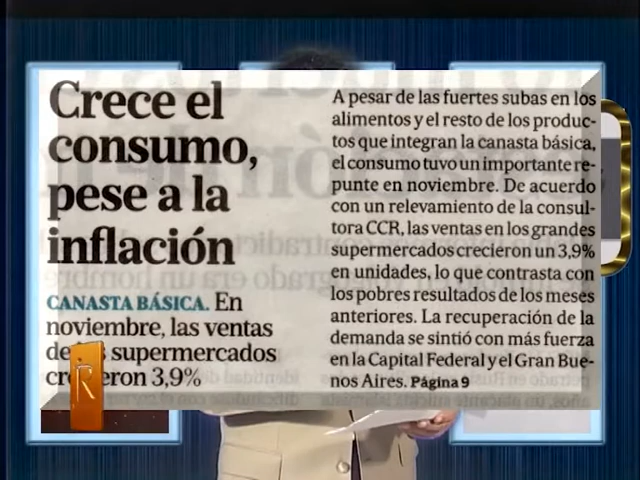 Crece el
consumo,
pese a la
inflación
CANASTA BÁSICA. En
noviembre, las ventas
supermercados
3,9%
A pesar de las fuertes subas en los
alimentos y el resto de los produc-
tos que integran la canasta básica,
el consumo tuvo un importante re-
punte en noviembre. De acuerdo
con un relevamiento de la consul-
tora CCR, las ventas en los grandes
supermercados crecieron un 3,9%
en unidades, lo que contrasta con
los pobres resultados de los meses
anteriores. La recuperación de la
demanda se sintió con más fuerza
en la Capital Federal y el Gran Bue-
nos Aires. Página 9
R